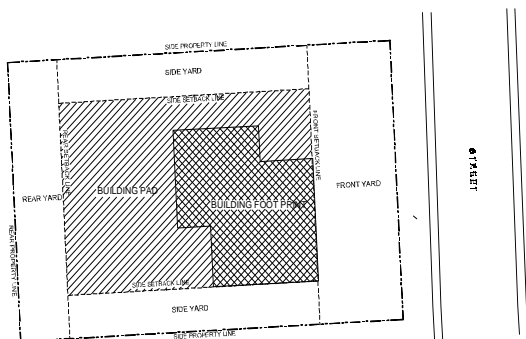 SIDE PROPERTY LINE
SIDE YARD
SIDE SETBACK LINE
FRONT SETBACK LINE
REAR SETBACK LINE
STREET
BUILDING PAD
FRONT YARD
REAR YARD
BUILDING FOOT PRINT
REAR PROPERTY LINE
SIDE SETBACK LINE
SIDE YARD
SIDE PROPERTY LINE